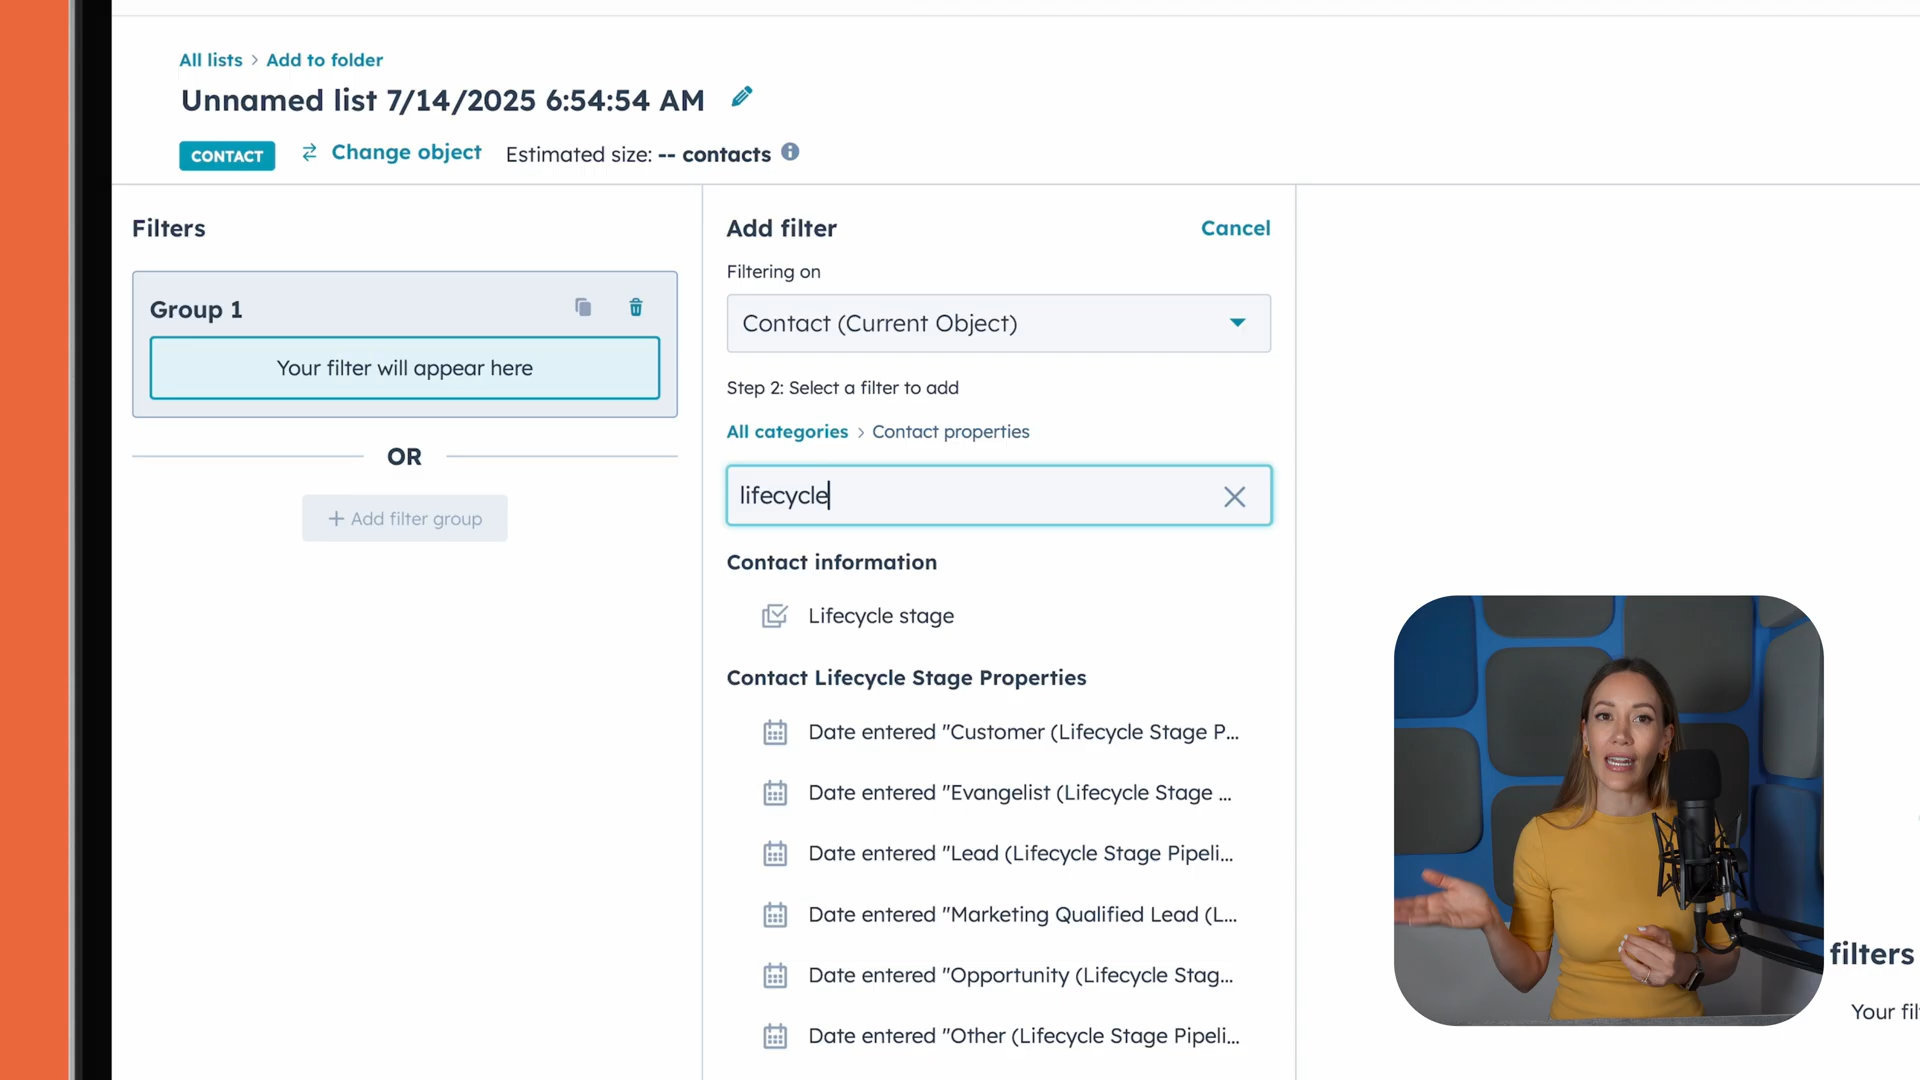 All lists > Add to folder
Unnamed list 7/14/2025 6:54:54 AM
CONTACT Change object Estimated size: -- contacts
Filters
Group 1
Your filter will appear here
OR
+ Add filter group
Add filter Cancel
Filtering on
Contact (Current Object)
Step 2: Select a filter to add
All categories > Contact properties
lifecycle
Contact information
Lifecycle stage
Contact Lifecycle Stage Properties
Date entered "Customer (Lifecycle Stage P...
Date entered "Evangelist (Lifecycle Stage ...
Date entered "Lead (Lifecycle Stage Pipeli...
Date entered "Marketing Qualified Lead (L...
Date entered "Opportunity (Lifecycle Stag...
Date entered "Other (Lifecycle Stage Pipeli...
filters
Your